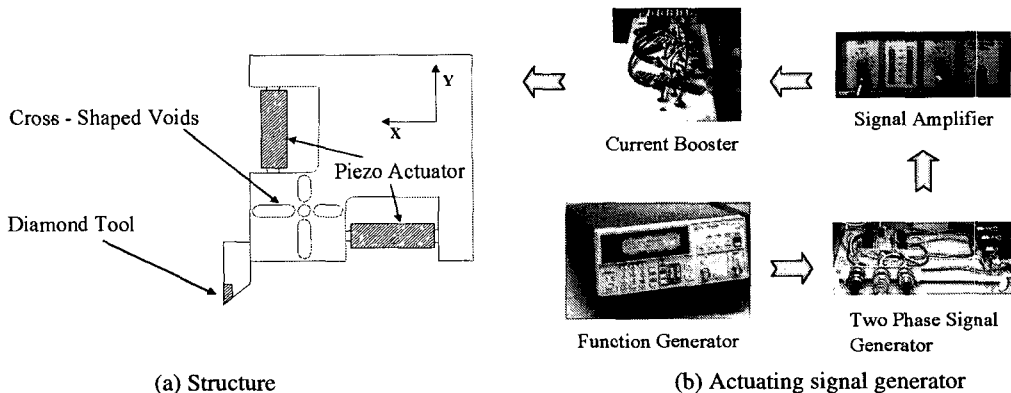 Cross - Shaped Voids
Y
X
Piezo Actuator
Diamond Tool
(a) Structure
Current Booster
Signal Amplifier
Function Generator
Two Phase Signal
Generator
(b) Actuating signal generator